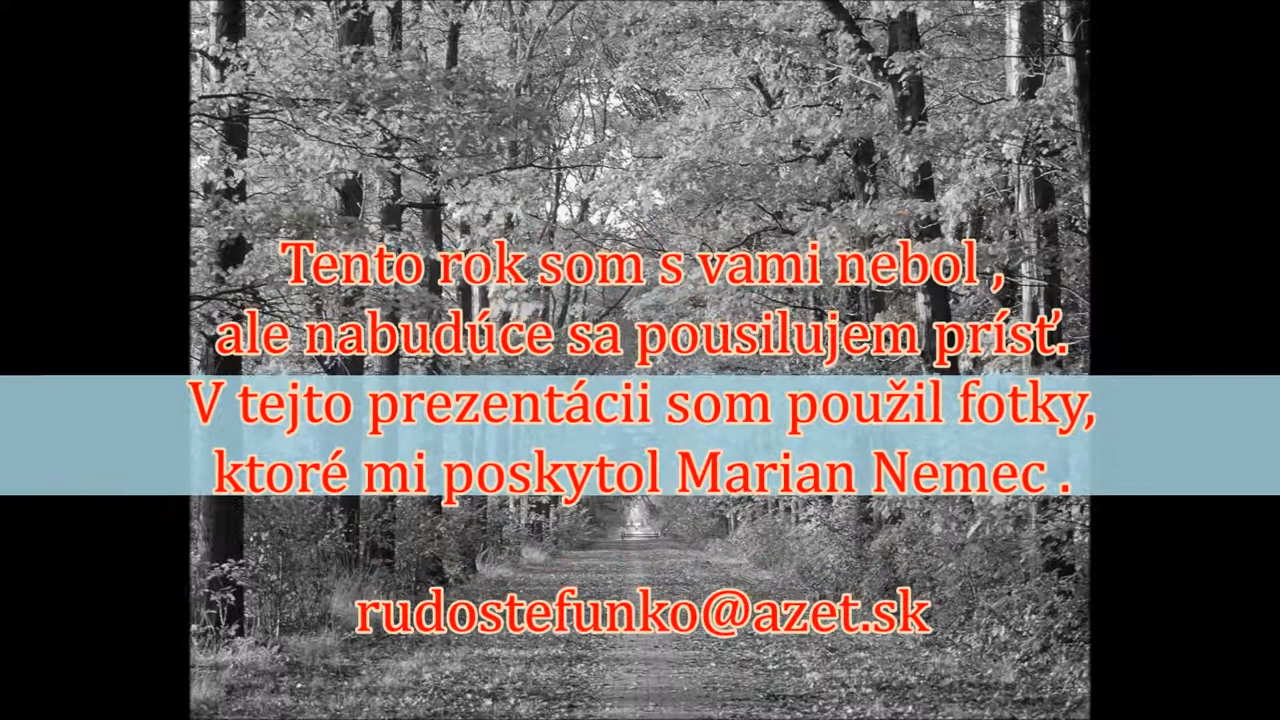 Tento rok som s vami nebol ,
ale nabudúce sa pousilujem prísť.
V tejto prezentácii som použil fotky,
ktoré mi poskytol Marian Nemec .
rudostefunko@azet.sk